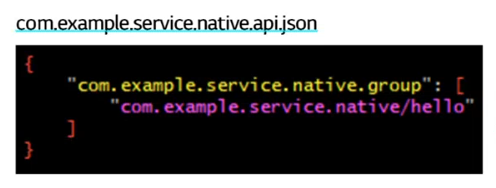 com.example.service.native.api.json
{
"com.example.service.native.group": [
"com.example.service.native/hello"
]
}